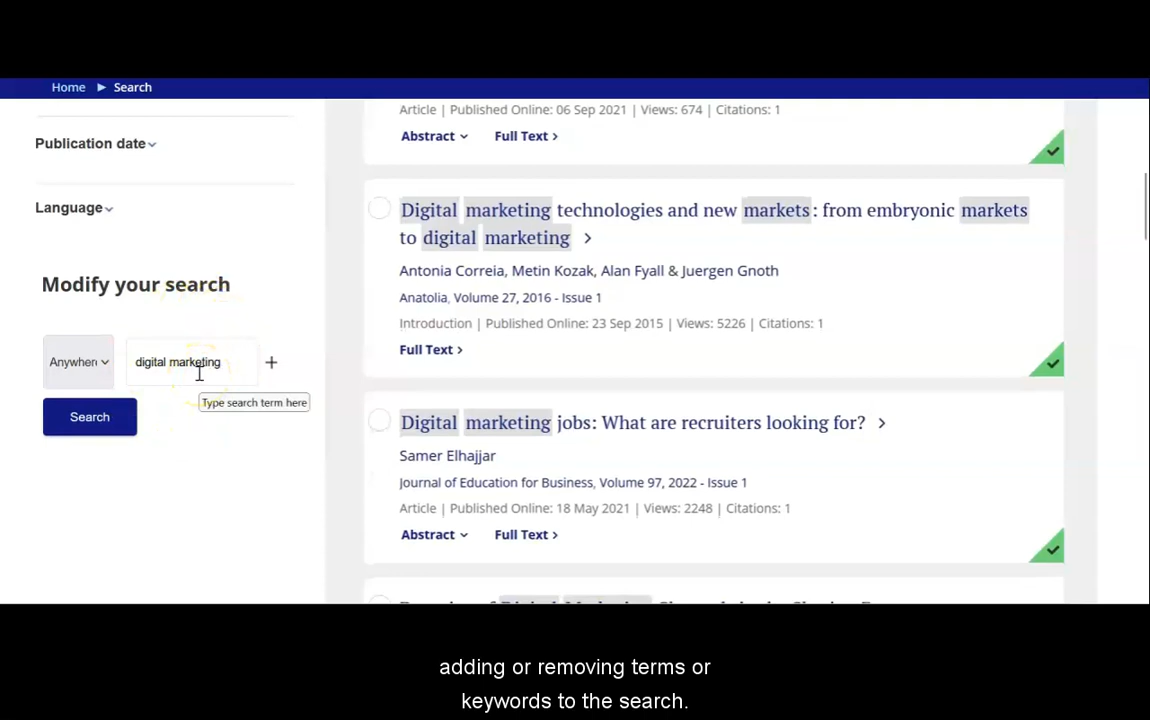 Home ▶ Search
Publication date
Language
Modify your search
Anywhere
digital marketing
+
Type search term here
Search
Article | Published Online: 06 Sep 2021 | Views: 674 | Citations: 1
Abstract Full Text
Digital marketing technologies and new markets: from embryonic markets
to digital marketing
Antonia Correia, Metin Kozak, Alan Fyall & Juergen Gnoth
Anatolia, Volume 27, 2016 - Issue 1
Introduction | Published Online: 23 Sep 2015 | Views: 5226 | Citations: 1
Full Text
Digital marketing jobs: What are recruiters looking for?
Samer Elhajjar
Journal of Education for Business, Volume 97, 2022 - Issue 1
Article | Published Online: 18 May 2021 | Views: 2248 | Citations: 1
Abstract Full Text
adding or removing terms or
keywords to the search.